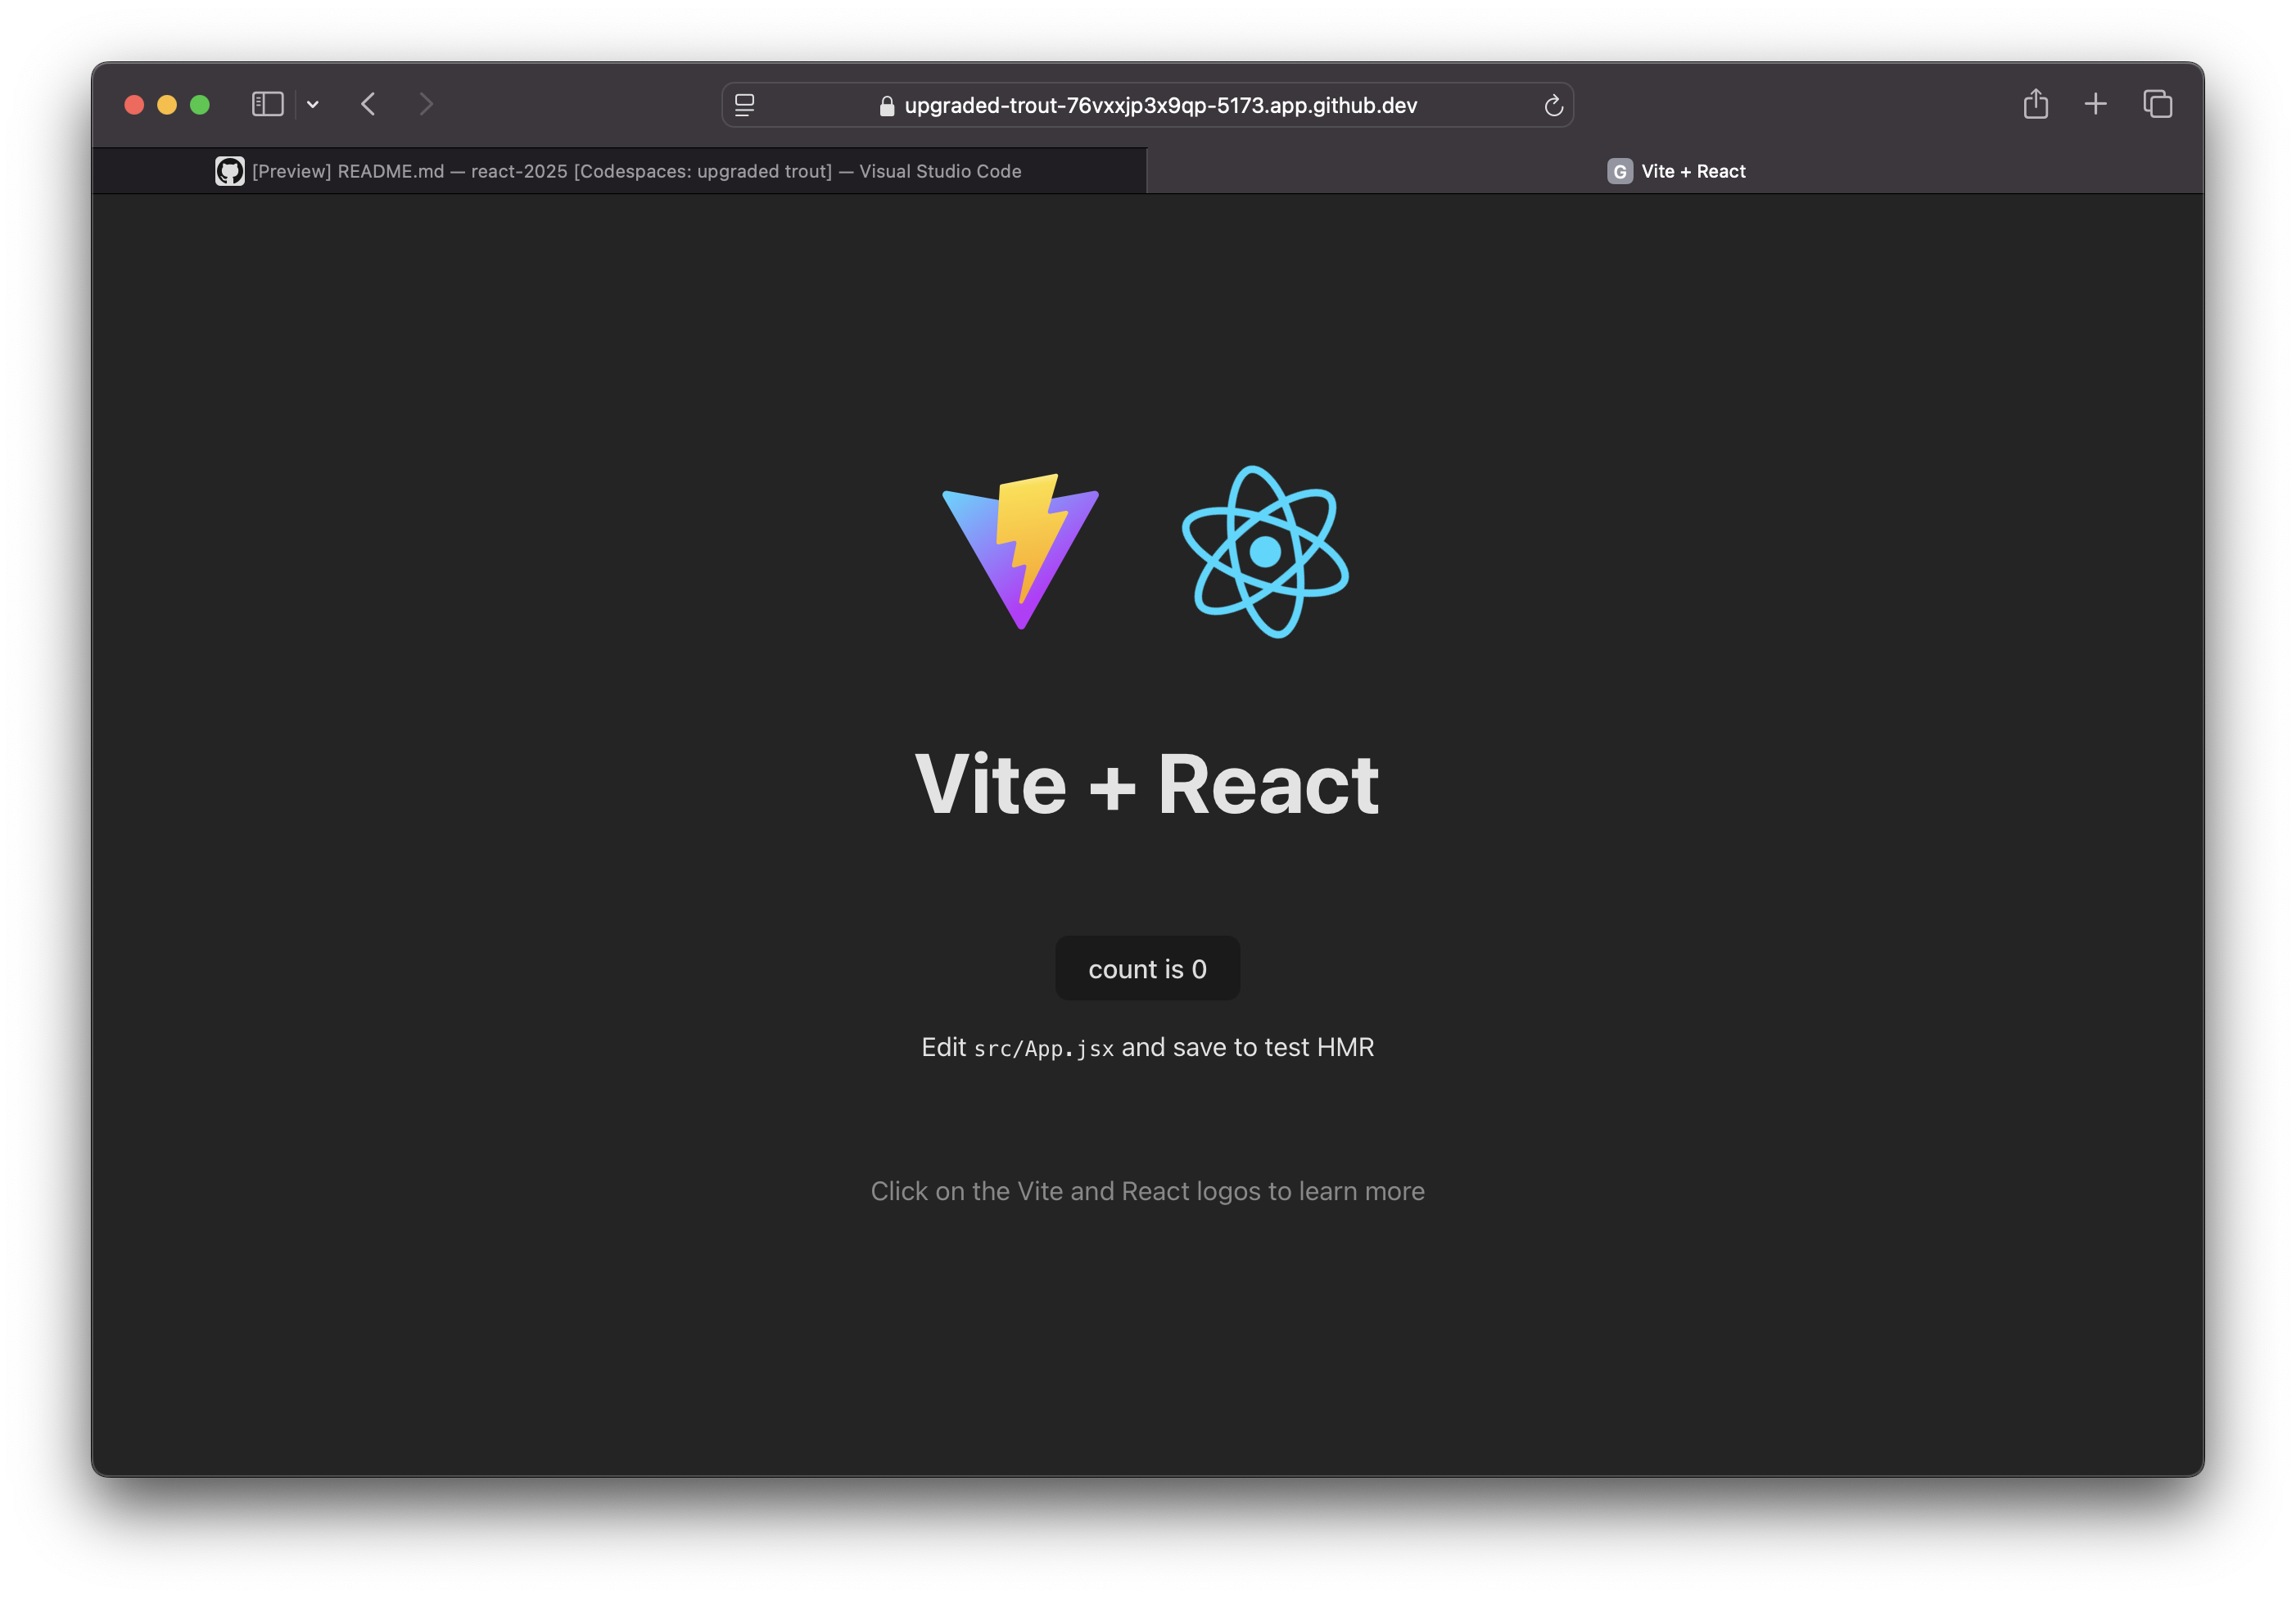 upgraded-trout-76vxxjp3x9qp-5173.app.github.dev
[Preview] README.md — react-2025 [Codespaces: upgraded trout] — Visual Studio Code
G Vite + React
Vite + React
count is 0
Edit src/App.jsx and save to test HMR
Click on the Vite and React logos to learn more